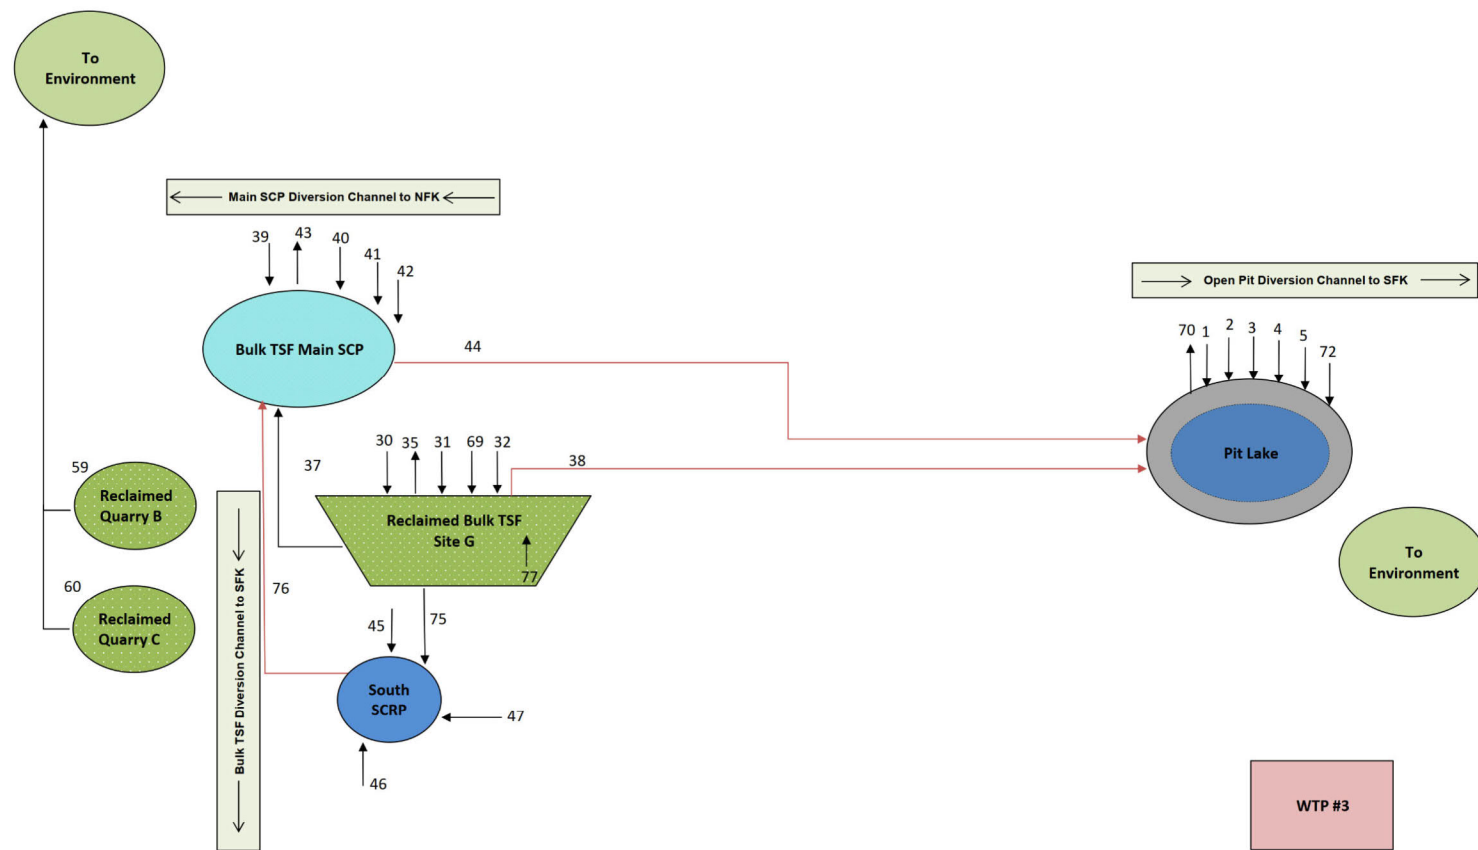 To
Environment
Main SCP Diversion Channel to NFK
39
43
40
41
42
Bulk TSF Main SCP
44
Open Pit Diversion Channel to SFK
70
1
2
3
4
5
72
Pit Lake
59
Reclaimed
Quarry B
60
Reclaimed
Quarry C
Bulk TSF Diversion Channel to SFK
76
37
30
35
31
69
32
38
Reclaimed Bulk TSF
Site G
77
45
75
South
SCRP
47
46
To
Environment
WTP #3